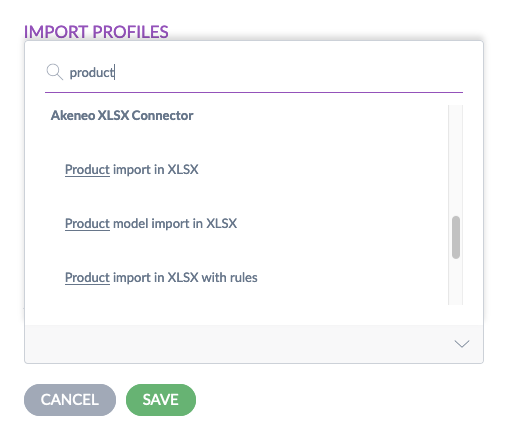 IMPORT PROFILES
product
Akeneo XLSX Connector
Product import in XLSX
Product model import in XLSX
Product import in XLSX with rules
CANCEL SAVE